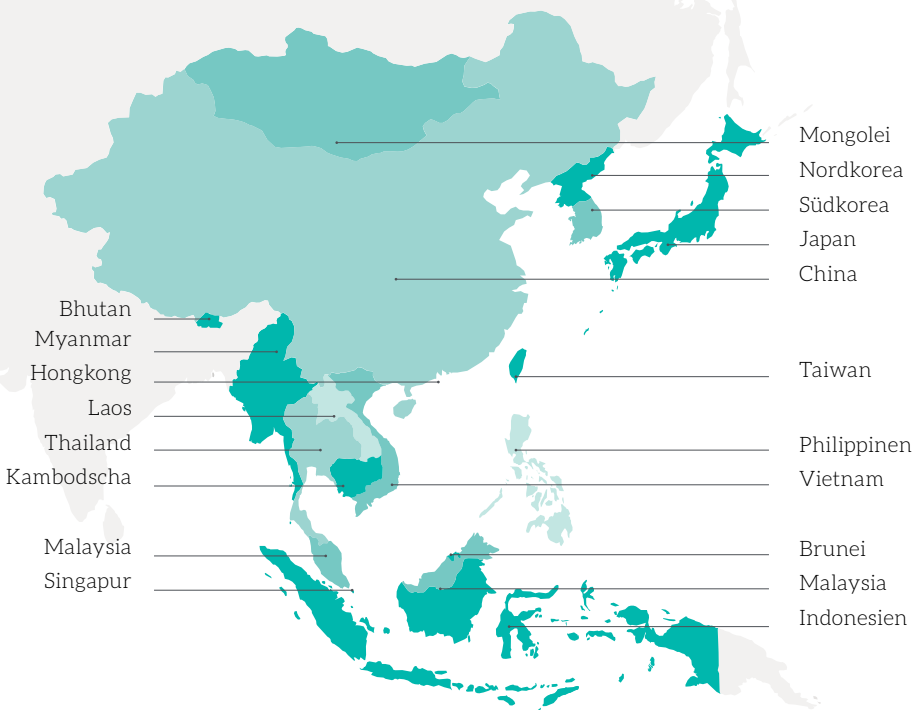 Mongolei
Nordkorea
Südkorea
Japan
China
Bhutan
Myanmar
Hongkong
Laos
Thailand
Kambodscha
Malaysia
Singapur
Taiwan
Philippinen
Vietnam
Brunei
Malaysia
Indonesien